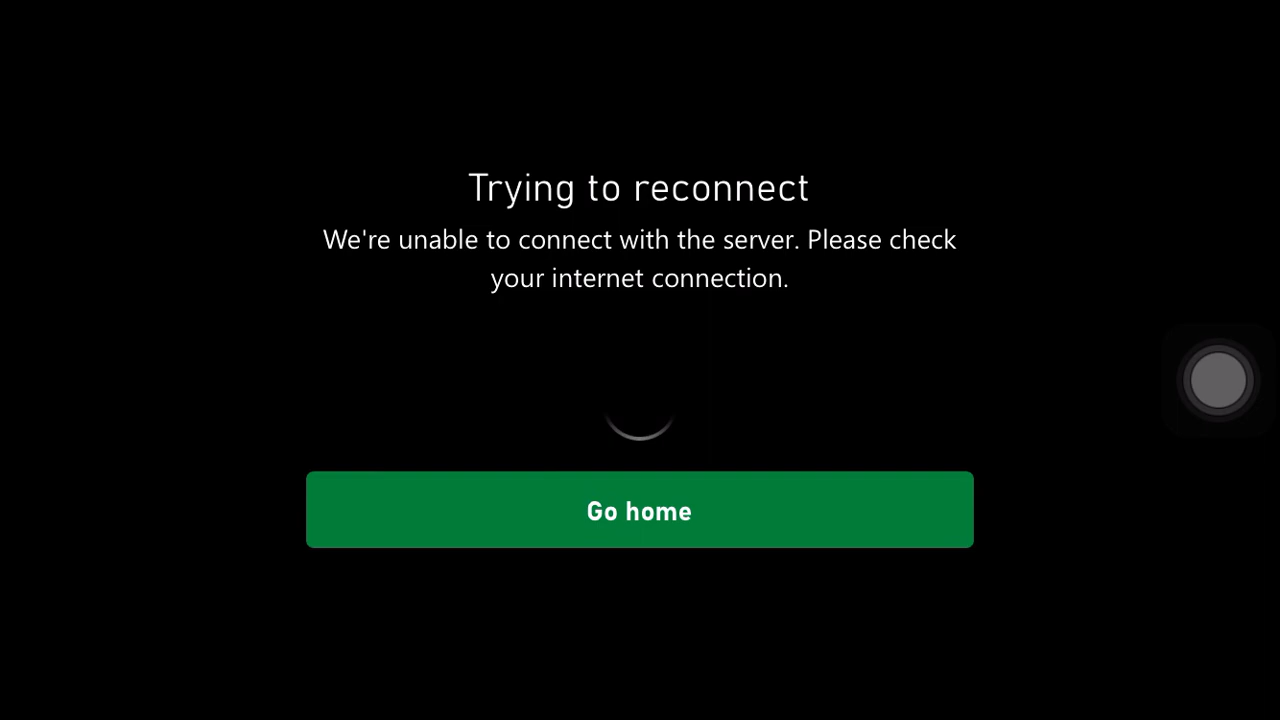 Trying to reconnect
We're unable to connect with the server. Please check
your internet connection.
Go home